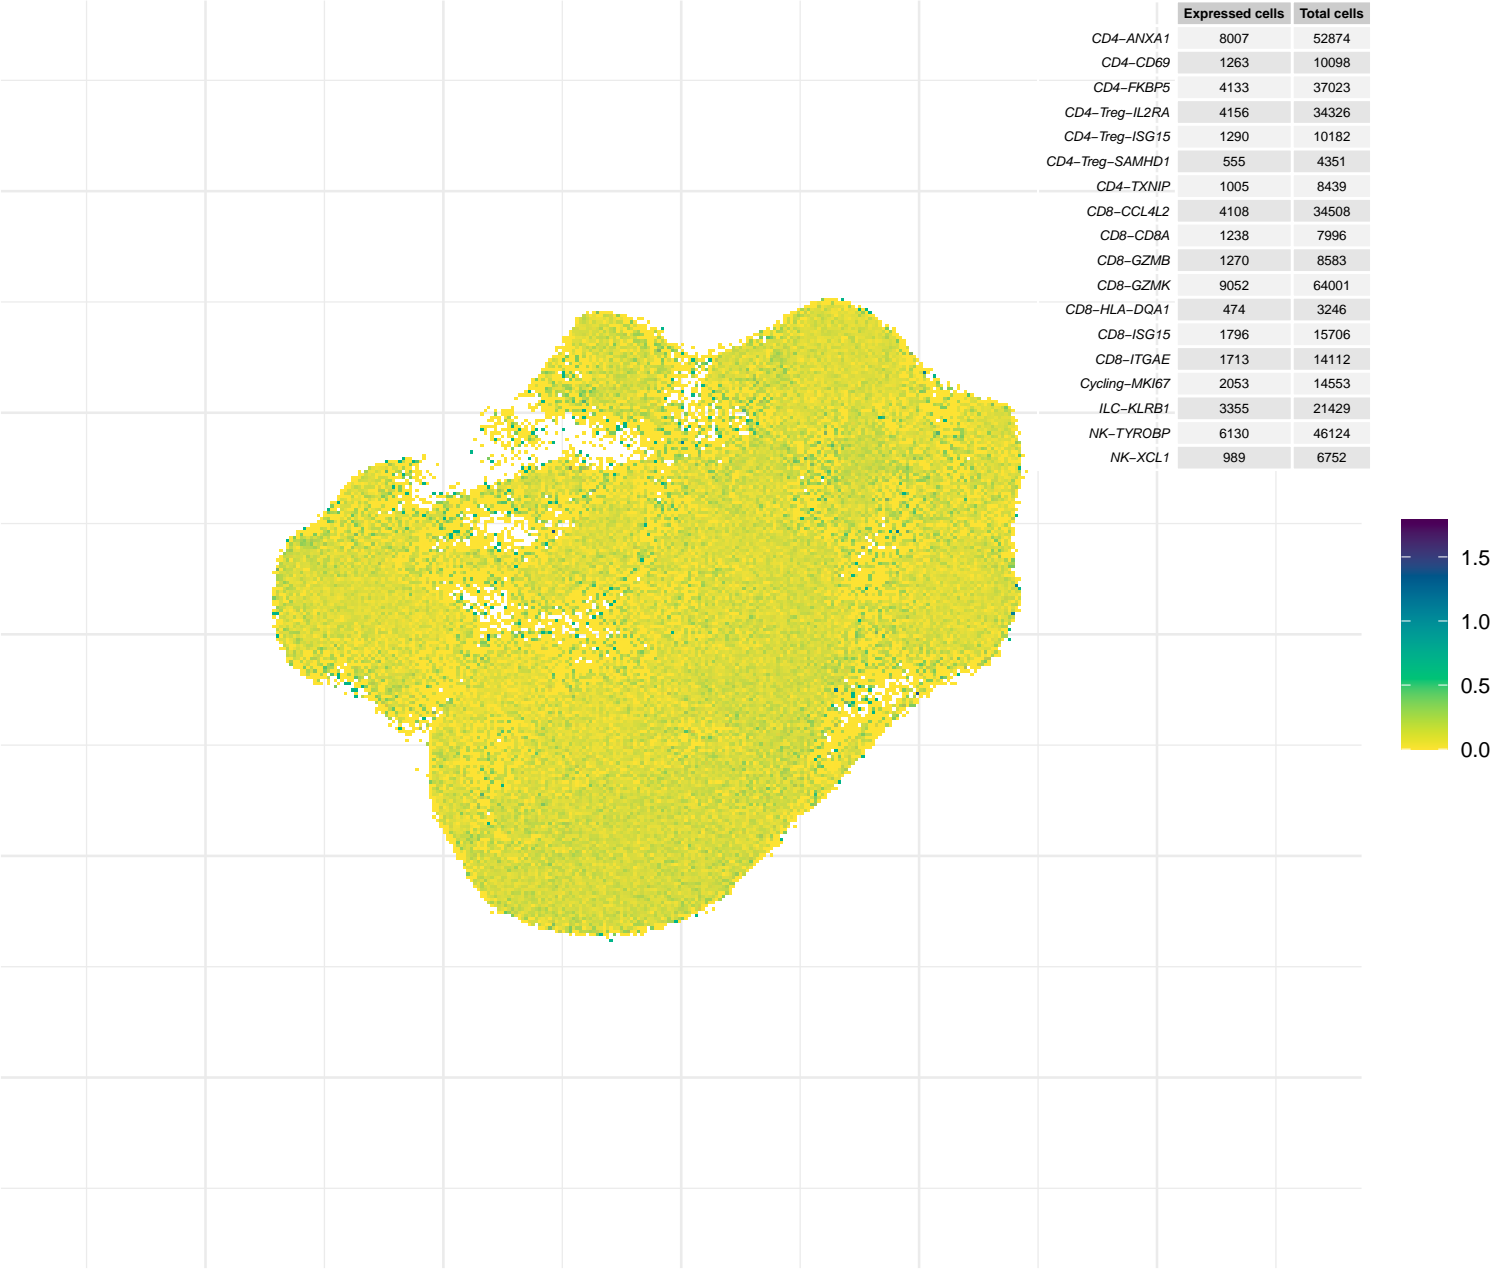 Expressed cells Total cells
CD4−ANXA1 8007 52874
CD4−CD69 1263 10098
CD4−FKBP5 4133 37023
CD4−Treg−IL2RA 4156 34326
CD4−Treg−ISG15 1290 10182
CD4−Treg−SAMHD1 555 4351
CD4−TXNIP 1005 8439
CD8−CCL4L2 4108 34508
CD8−CD8A 1238 7996
CD8−GZMB 1270 8583
CD8−GZMK 9052 64001
CD8−HLA−DQA1 474 3246
CD8−ISG15 1796 15706
CD8−ITGAE 1713 14112
Cycling−MKI67 2053 14553
ILC−KLRB1 3355 21429
NK−TYROBP 6130 46124
NK−XCL1 989 6752
1.5
1.0
0.5
0.0